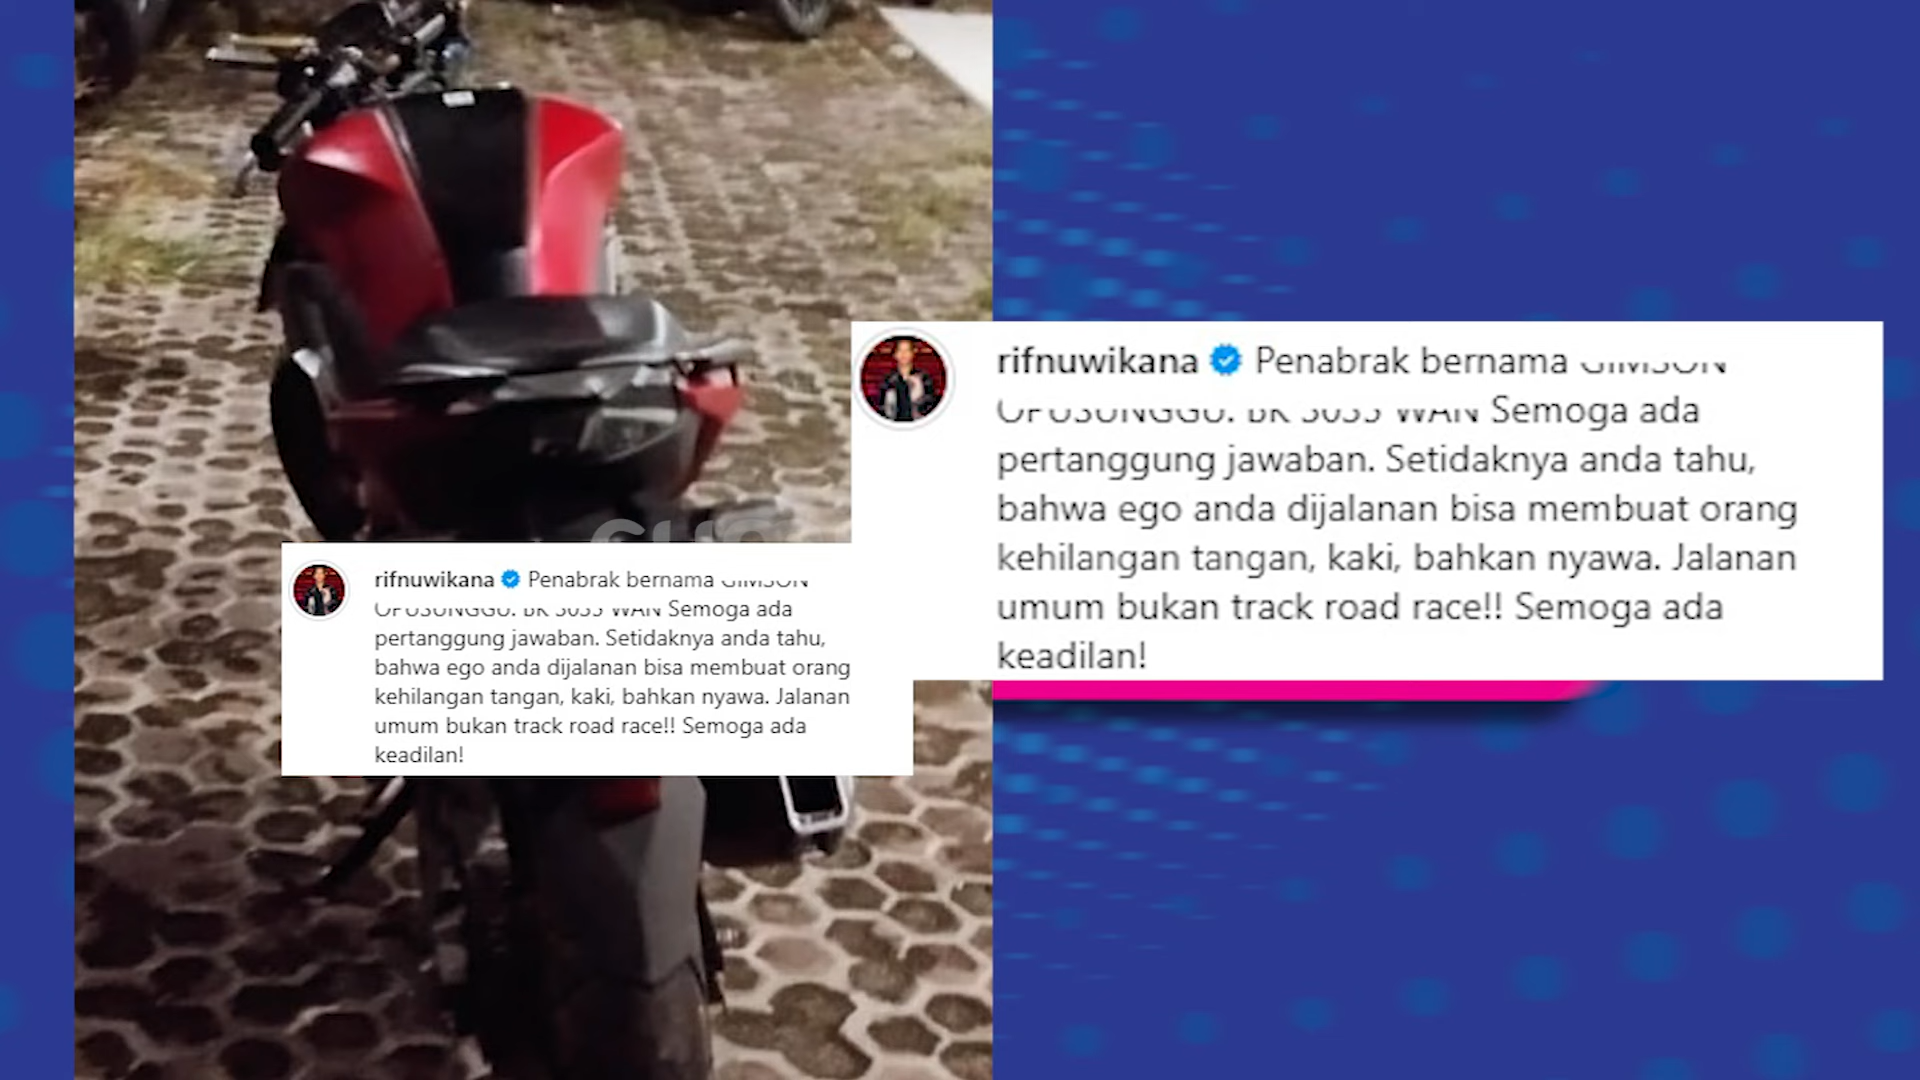 rifnuwikana Penabrak bernama
Semoga ada
pertanggung jawaban. Setidaknya anda tahu,
bahwa ego anda dijalanan bisa membuat orang
kehilangan tangan, kaki, bahkan nyawa. Jalanan
umum bukan track road race!! Semoga ada
keadilan!
rifnuwikana Penabrak bernama
Semoga ada
pertanggung jawaban. Setidaknya anda tahu,
bahwa ego anda dijalanan bisa membuat orang
kehilangan tangan, kaki, bahkan nyawa. Jalanan
umum bukan track road race!! Semoga ada
keadilan!